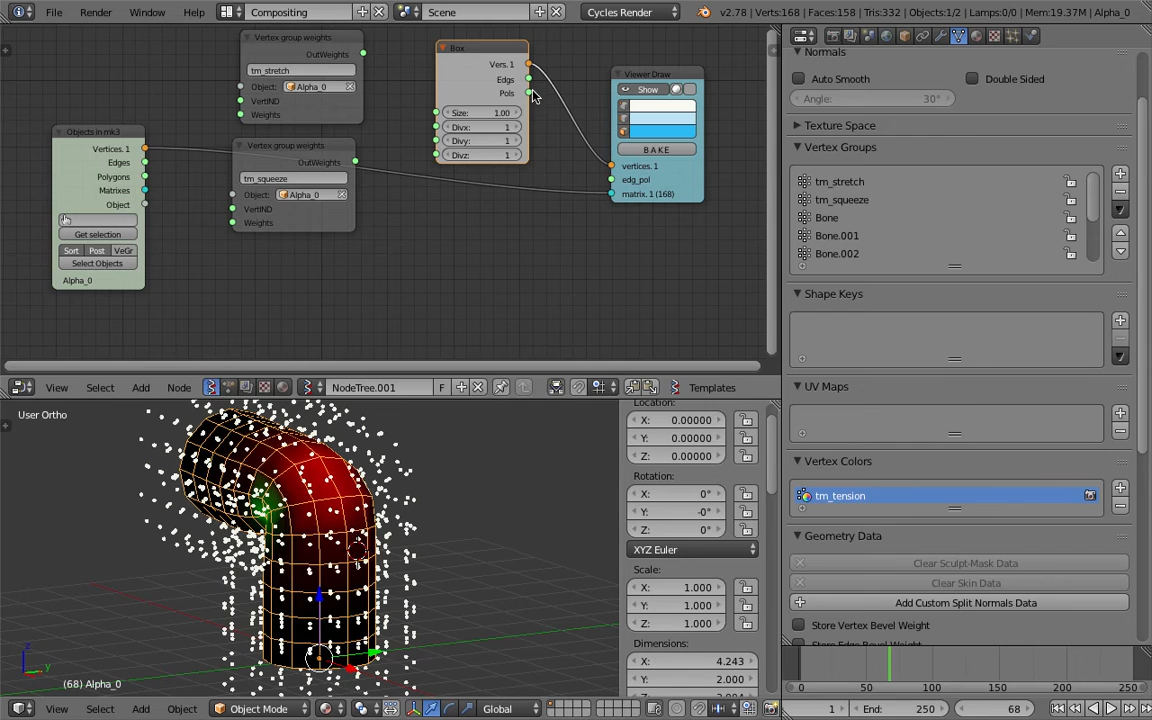 File Render Window Help Compositing Scene Cycles Render v2.78 | Verts:168 | Faces:158 | Tris:332 | Objects:1/2 | Lamps:0/0 | Mem:19.37M | Alpha_0
Vertex group weights
OutWeights
tm_stretch
Object: Alpha_0
VertIND
Weights
Box
Vers. 1
Edgs
Pols
Size: 1.00
Divx: 1
Divy: 1
Divz: 1
Viewer Draw
Show
BAKE
vertices. 1
edg_pol
matrix. 1 (168)
Objects in mk3
Vertices. 1
Edges
Polygons
Matrixes
Object
Get selection
Sort Post VeGr
Select Objects
Alpha_0
Vertex group weights
OutWeights
tm_squeeze
Object: Alpha_0
VertIND
Weights
View Select Add Node NodeTree.001 F Templates
User Ortho
(68) Alpha_0
View Select Add Object Object Mode Global
Location:
X: 0.00000
Y: 0.00000
Z: 0.00000
Rotation:
X: 0°
Y: -0°
Z: 0°
XYZ Euler
Scale:
X: 1.000
Y: 1.000
Z: 1.000
Dimensions:
X: 4.243
Y: 2.000
Normals
Auto Smooth Double Sided
Angle: 30°
Texture Space
Vertex Groups
tm_stretch
tm_squeeze
Bone
Bone.001
Bone.002
Shape Keys
UV Maps
Vertex Colors
tm_tension
Geometry Data
Clear Sculpt-Mask Data
Clear Skin Data
Add Custom Split Normals Data
Store Vertex Bevel Weight
Store Edge Bevel Weight
0 50 100 150 200 250
1 End: 250 68